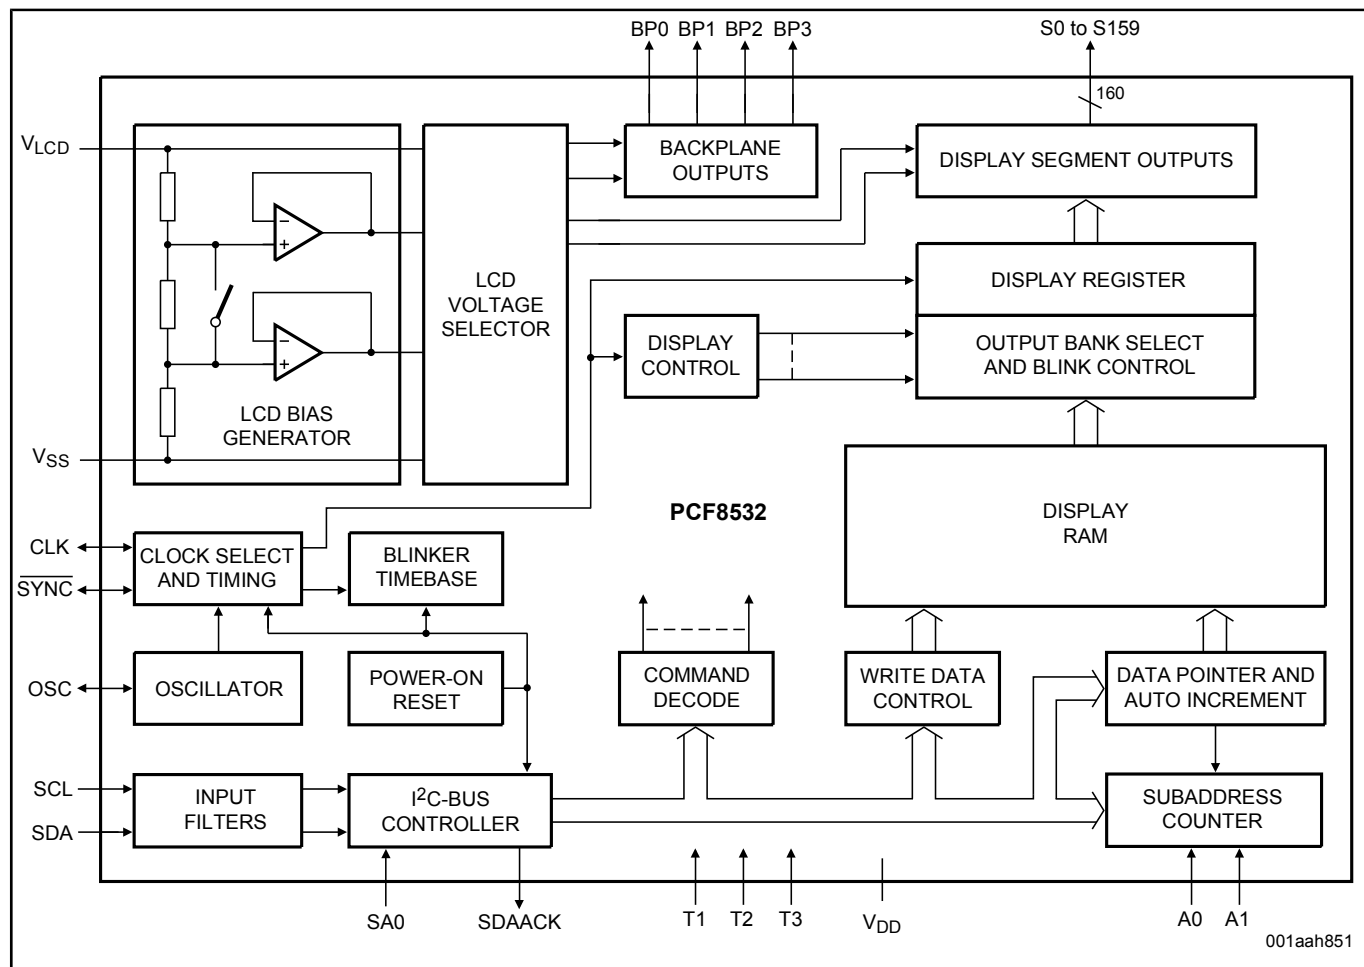 BP0 BP1 BP2 BP3 S0 to S159
160
V_LCD
BACKPLANE
OUTPUTS
DISPLAY SEGMENT OUTPUTS
−
+
LCD
VOLTAGE
SELECTOR
DISPLAY REGISTER
−
+
DISPLAY
CONTROL
OUTPUT BANK SELECT
AND BLINK CONTROL
LCD BIAS
GENERATOR
V_SS
PCF8532
DISPLAY
RAM
CLK
SYNC
CLOCK SELECT
AND TIMING
BLINKER
TIMEBASE
OSC
OSCILLATOR
POWER-ON
RESET
COMMAND
DECODE
WRITE DATA
CONTROL
DATA POINTER AND
AUTO INCREMENT
SCL
SDA
INPUT
FILTERS
I²C-BUS
CONTROLLER
SUBADDRESS
COUNTER
SA0 SDAACK T1 T2 T3 V_DD A0 A1
001aah851